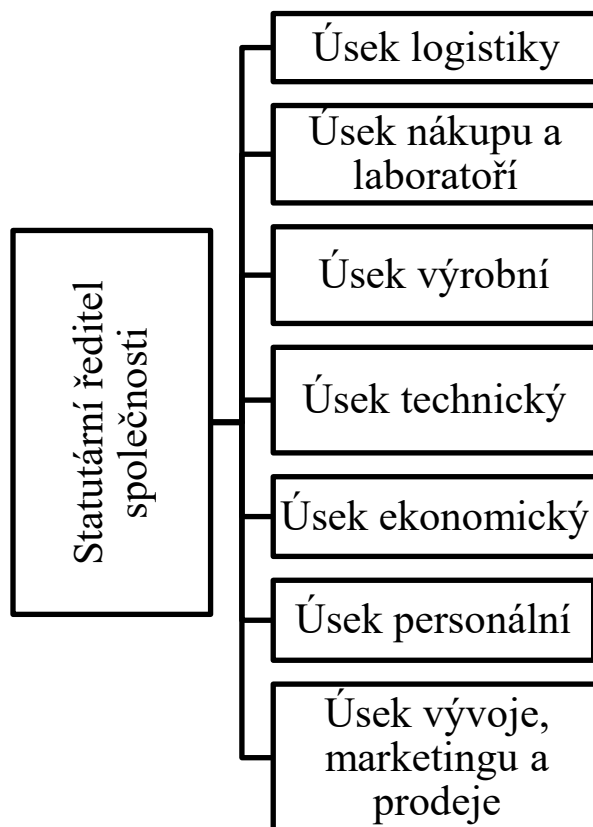 Statutární ředitel
společnosti
Úsek logistiky
Úsek nákupu a
laboratoří
Úsek výrobní
Úsek technický
Úsek ekonomický
Úsek personální
Úsek vývoje,
marketingu a
prodeje